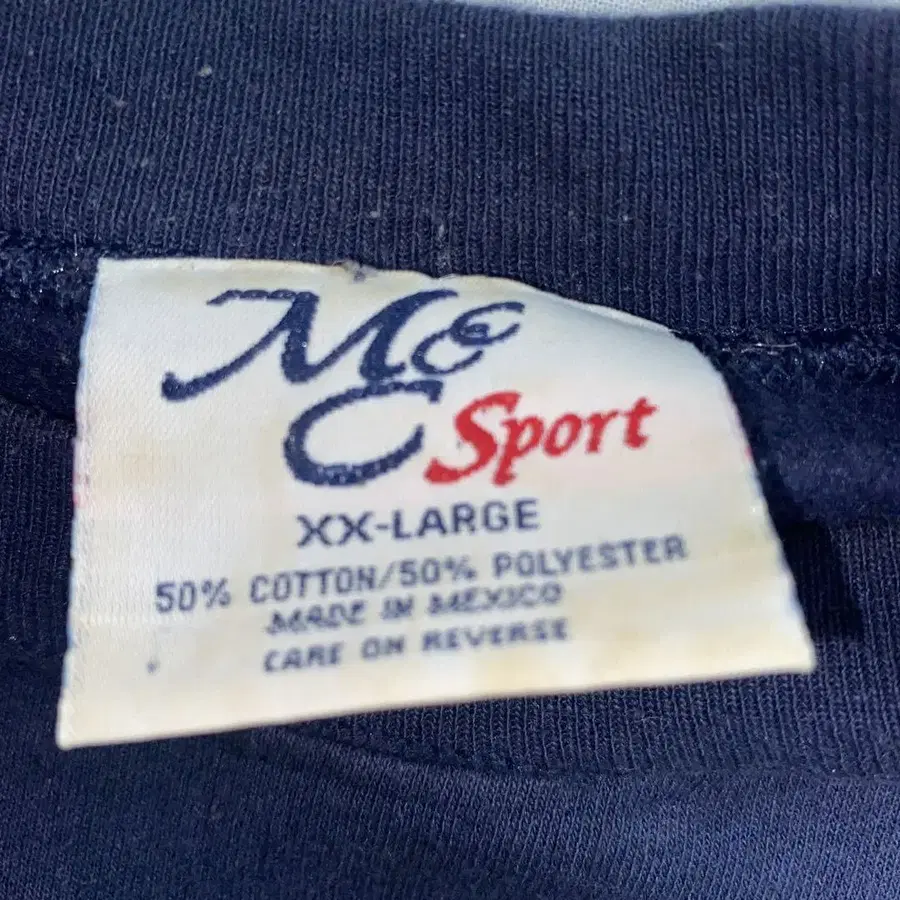 MCC
C Sport
XX-LARGE
50% COTTON/50% POLYESTER
MADE IN MEXICO
CARE ON REVERSE